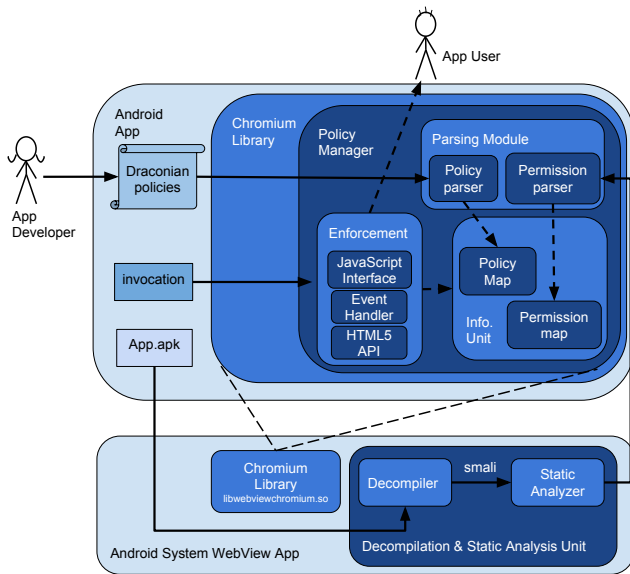 App User
Android
App
Chromium
Library
Policy
Manager
Parsing Module
Policy
parser
Permission
parser
Draconian
policies
App
Developer
Enforcement
JavaScript
Interface
Event
Handler
HTML5
API
invocation
Policy
Map
Info.
Unit
Permission
map
App.apk
Chromium
Library
libwebviewchromium.so
Decompiler
smali
Static
Analyzer
Android System WebView App
Decompilation & Static Analysis Unit